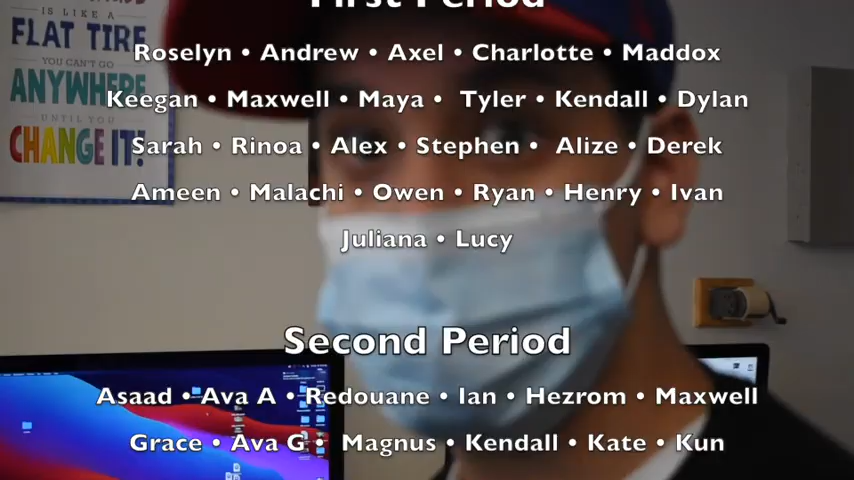 First Period
IS LIKE A
FLAT TIRE
YOU CAN'T GO
ANYWHERE
UNTIL YOU
CHANGE IT!
Roselyn • Andrew • Axel • Charlotte • Maddox
Keegan • Maxwell • Maya • Tyler • Kendall • Dylan
Sarah • Rinoa • Alex • Stephen • Alize • Derek
Ameen • Malachi • Owen • Ryan • Henry • Ivan
Juliana • Lucy
Second Period
Asaad • Ava A • Redouane • Ian • Hezrom • Maxwell
Grace • Ava G • Magnus • Kendall • Kate • Kun